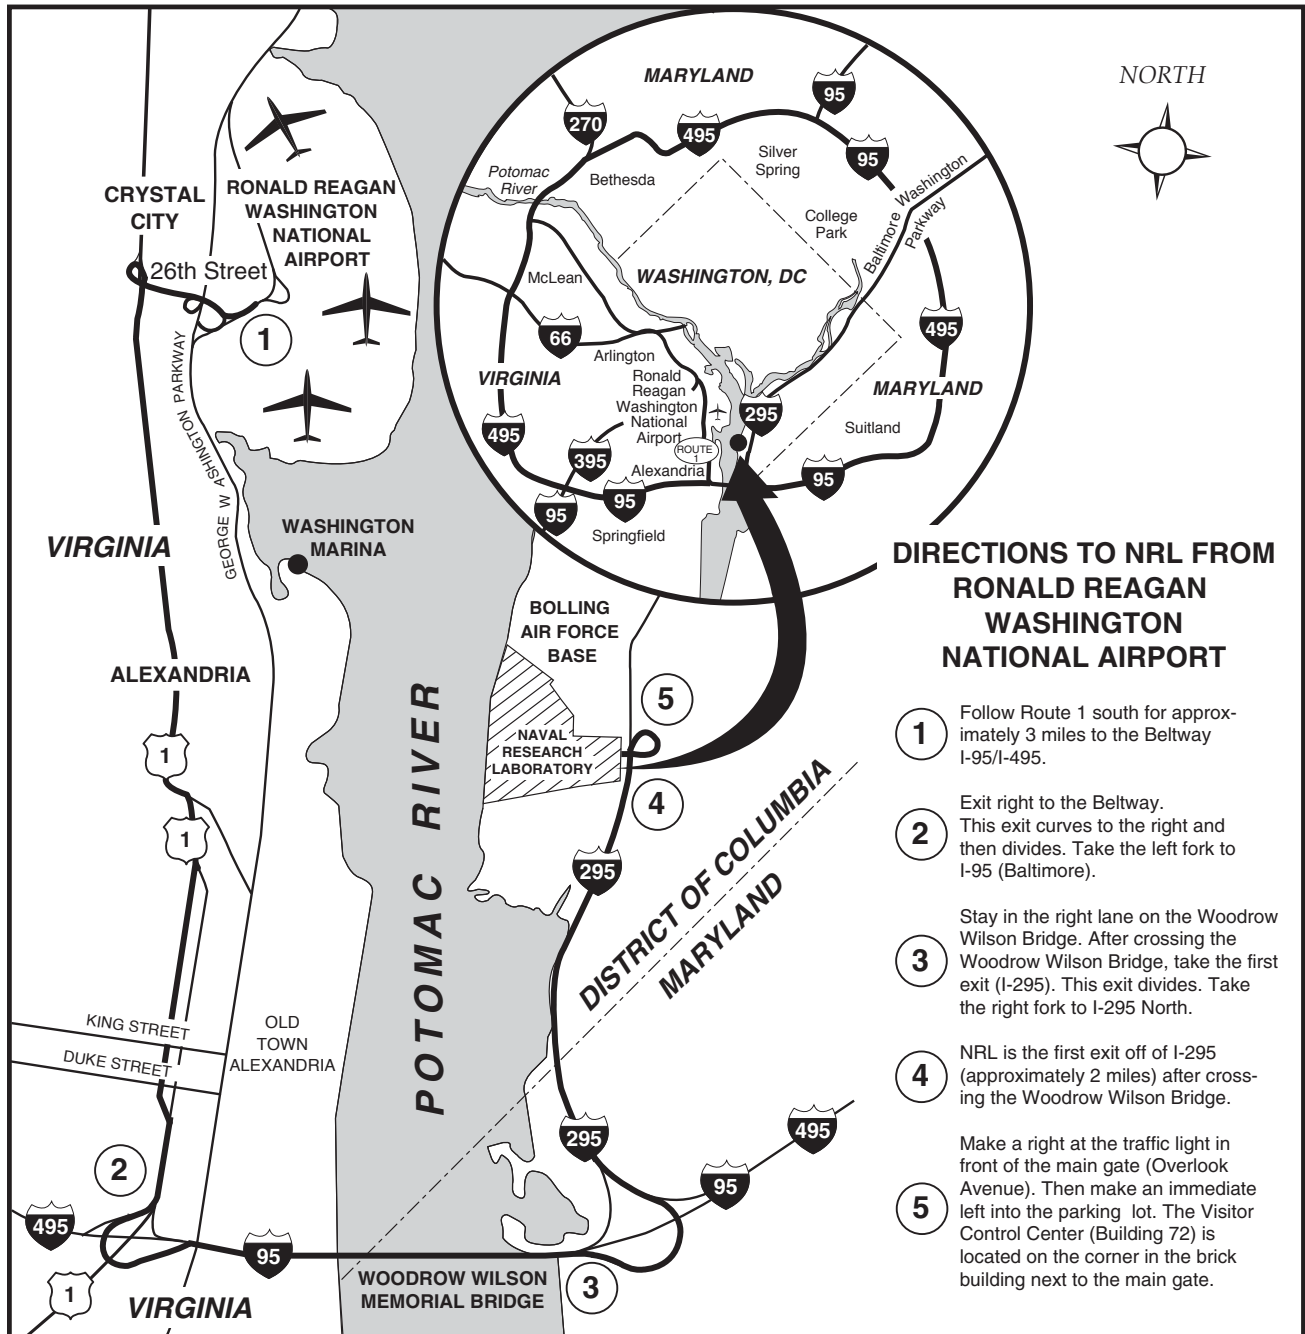 NORTH
MARYLAND
95
270
495
95
Silver
Spring
Potomac
River
Bethesda
College
Park
Baltimore Washington
Parkway
WASHINGTON, DC
McLean
66
495
Arlington
VIRGINIA
Ronald
Reagan
Washington
National
Airport
MARYLAND
295
Suitland
495
395
ROUTE
1
Alexandria
95
95
95
Springfield
CRYSTAL
CITY
RONALD REAGAN
WASHINGTON
NATIONAL
AIRPORT
26th Street
1
GEORGE W ASHINGTON PARKWAY
WASHINGTON
MARINA
VIRGINIA
BOLLING
AIR FORCE
BASE
ALEXANDRIA
5
NAVAL
RESEARCH
LABORATORY
1
4
1
POTOMAC RIVER
295
DISTRICT OF COLUMBIA
MARYLAND
KING STREET
DUKE STREET
OLD
TOWN
ALEXANDRIA
295
495
2
95
495
95
1
VIRGINIA
WOODROW WILSON
MEMORIAL BRIDGE
3
DIRECTIONS TO NRL FROM
RONALD REAGAN
WASHINGTON
NATIONAL AIRPORT
1
Follow Route 1 south for approx-
imately 3 miles to the Beltway
I-95/I-495.
2
Exit right to the Beltway.
This exit curves to the right and
then divides. Take the left fork to
I-95 (Baltimore).
3
Stay in the right lane on the Woodrow
Wilson Bridge. After crossing the
Woodrow Wilson Bridge, take the first
exit (I-295). This exit divides. Take
the right fork to I-295 North.
4
NRL is the first exit off of I-295
(approximately 2 miles) after cross-
ing the Woodrow Wilson Bridge.
5
Make a right at the traffic light in
front of the main gate (Overlook
Avenue). Then make an immediate
left into the parking lot. The Visitor
Control Center (Building 72) is
located on the corner in the brick
building next to the main gate.